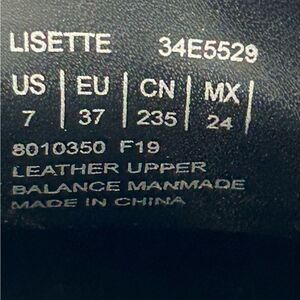 LISETTE 34E5529
US | EU | CN | MX
7 | 37 | 235 | 24
8010350 F19
LEATHER UPPER
BALANCE MANMADE
MADE IN CHINA